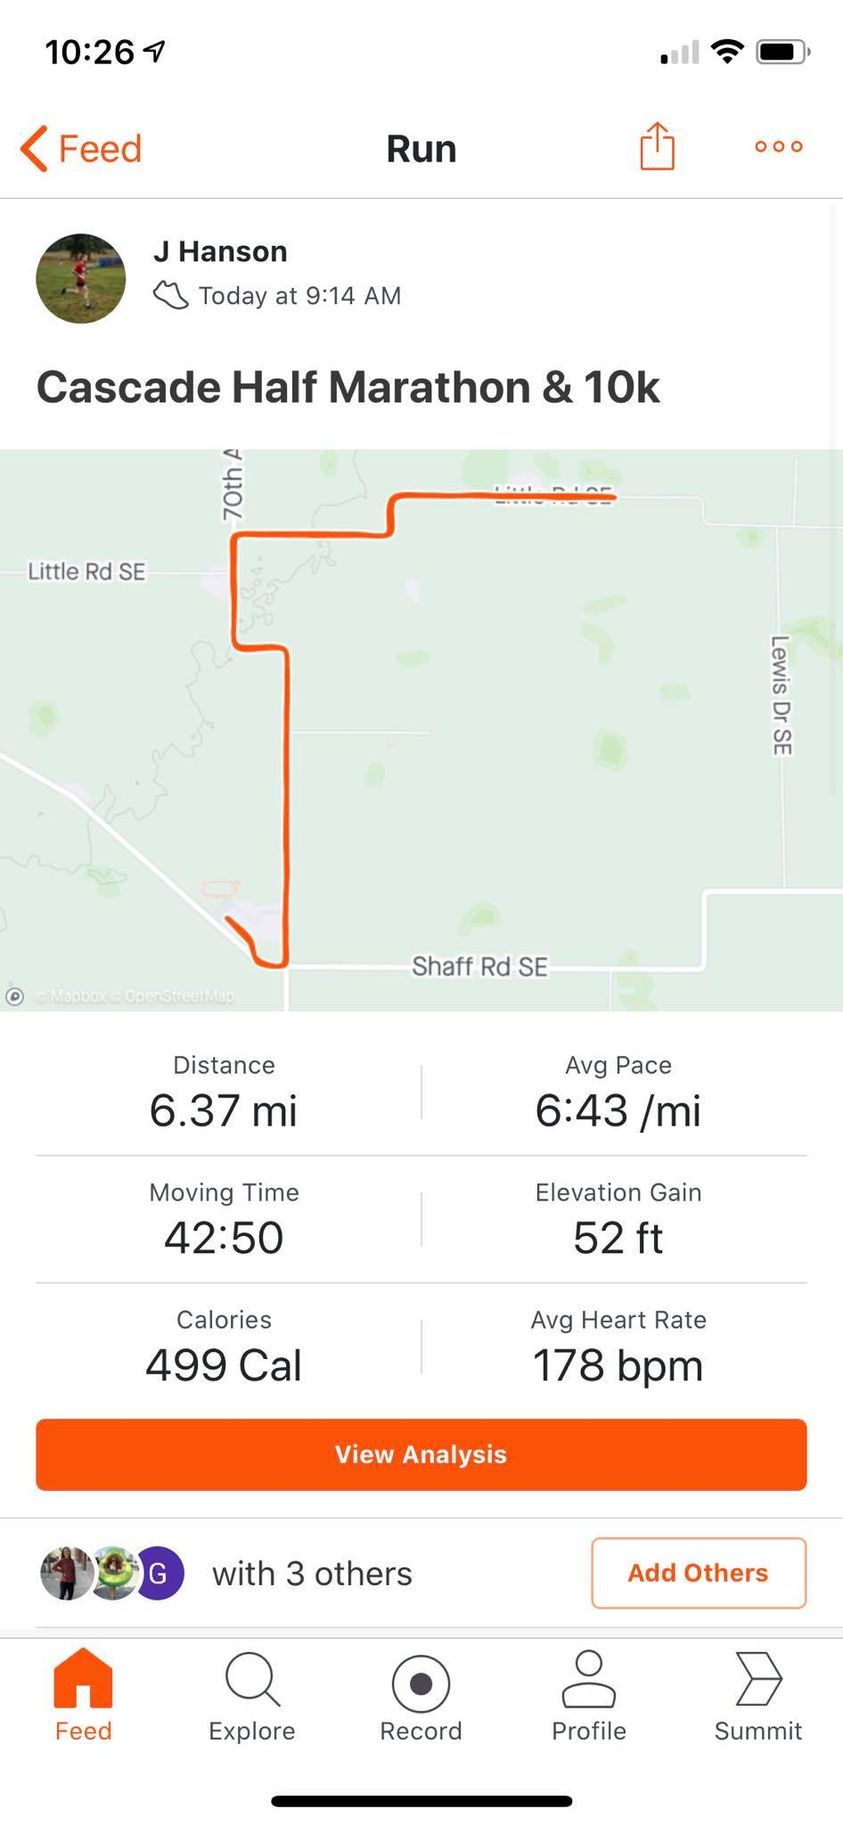 10:26
Feed
Run
J Hanson
Today at 9:14 AM
Cascade Half Marathon & 10k
70th A
Little Rd SE
Little Rd SE
Lewis Dr SE
Shaff Rd SE
© Mapbox © OpenStreetMap
Distance
6.37 mi
Avg Pace
6:43 /mi
Moving Time
42:50
Elevation Gain
52 ft
Calories
499 Cal
Avg Heart Rate
178 bpm
View Analysis
G
with 3 others
Add Others
Feed
Explore
Record
Profile
Summit